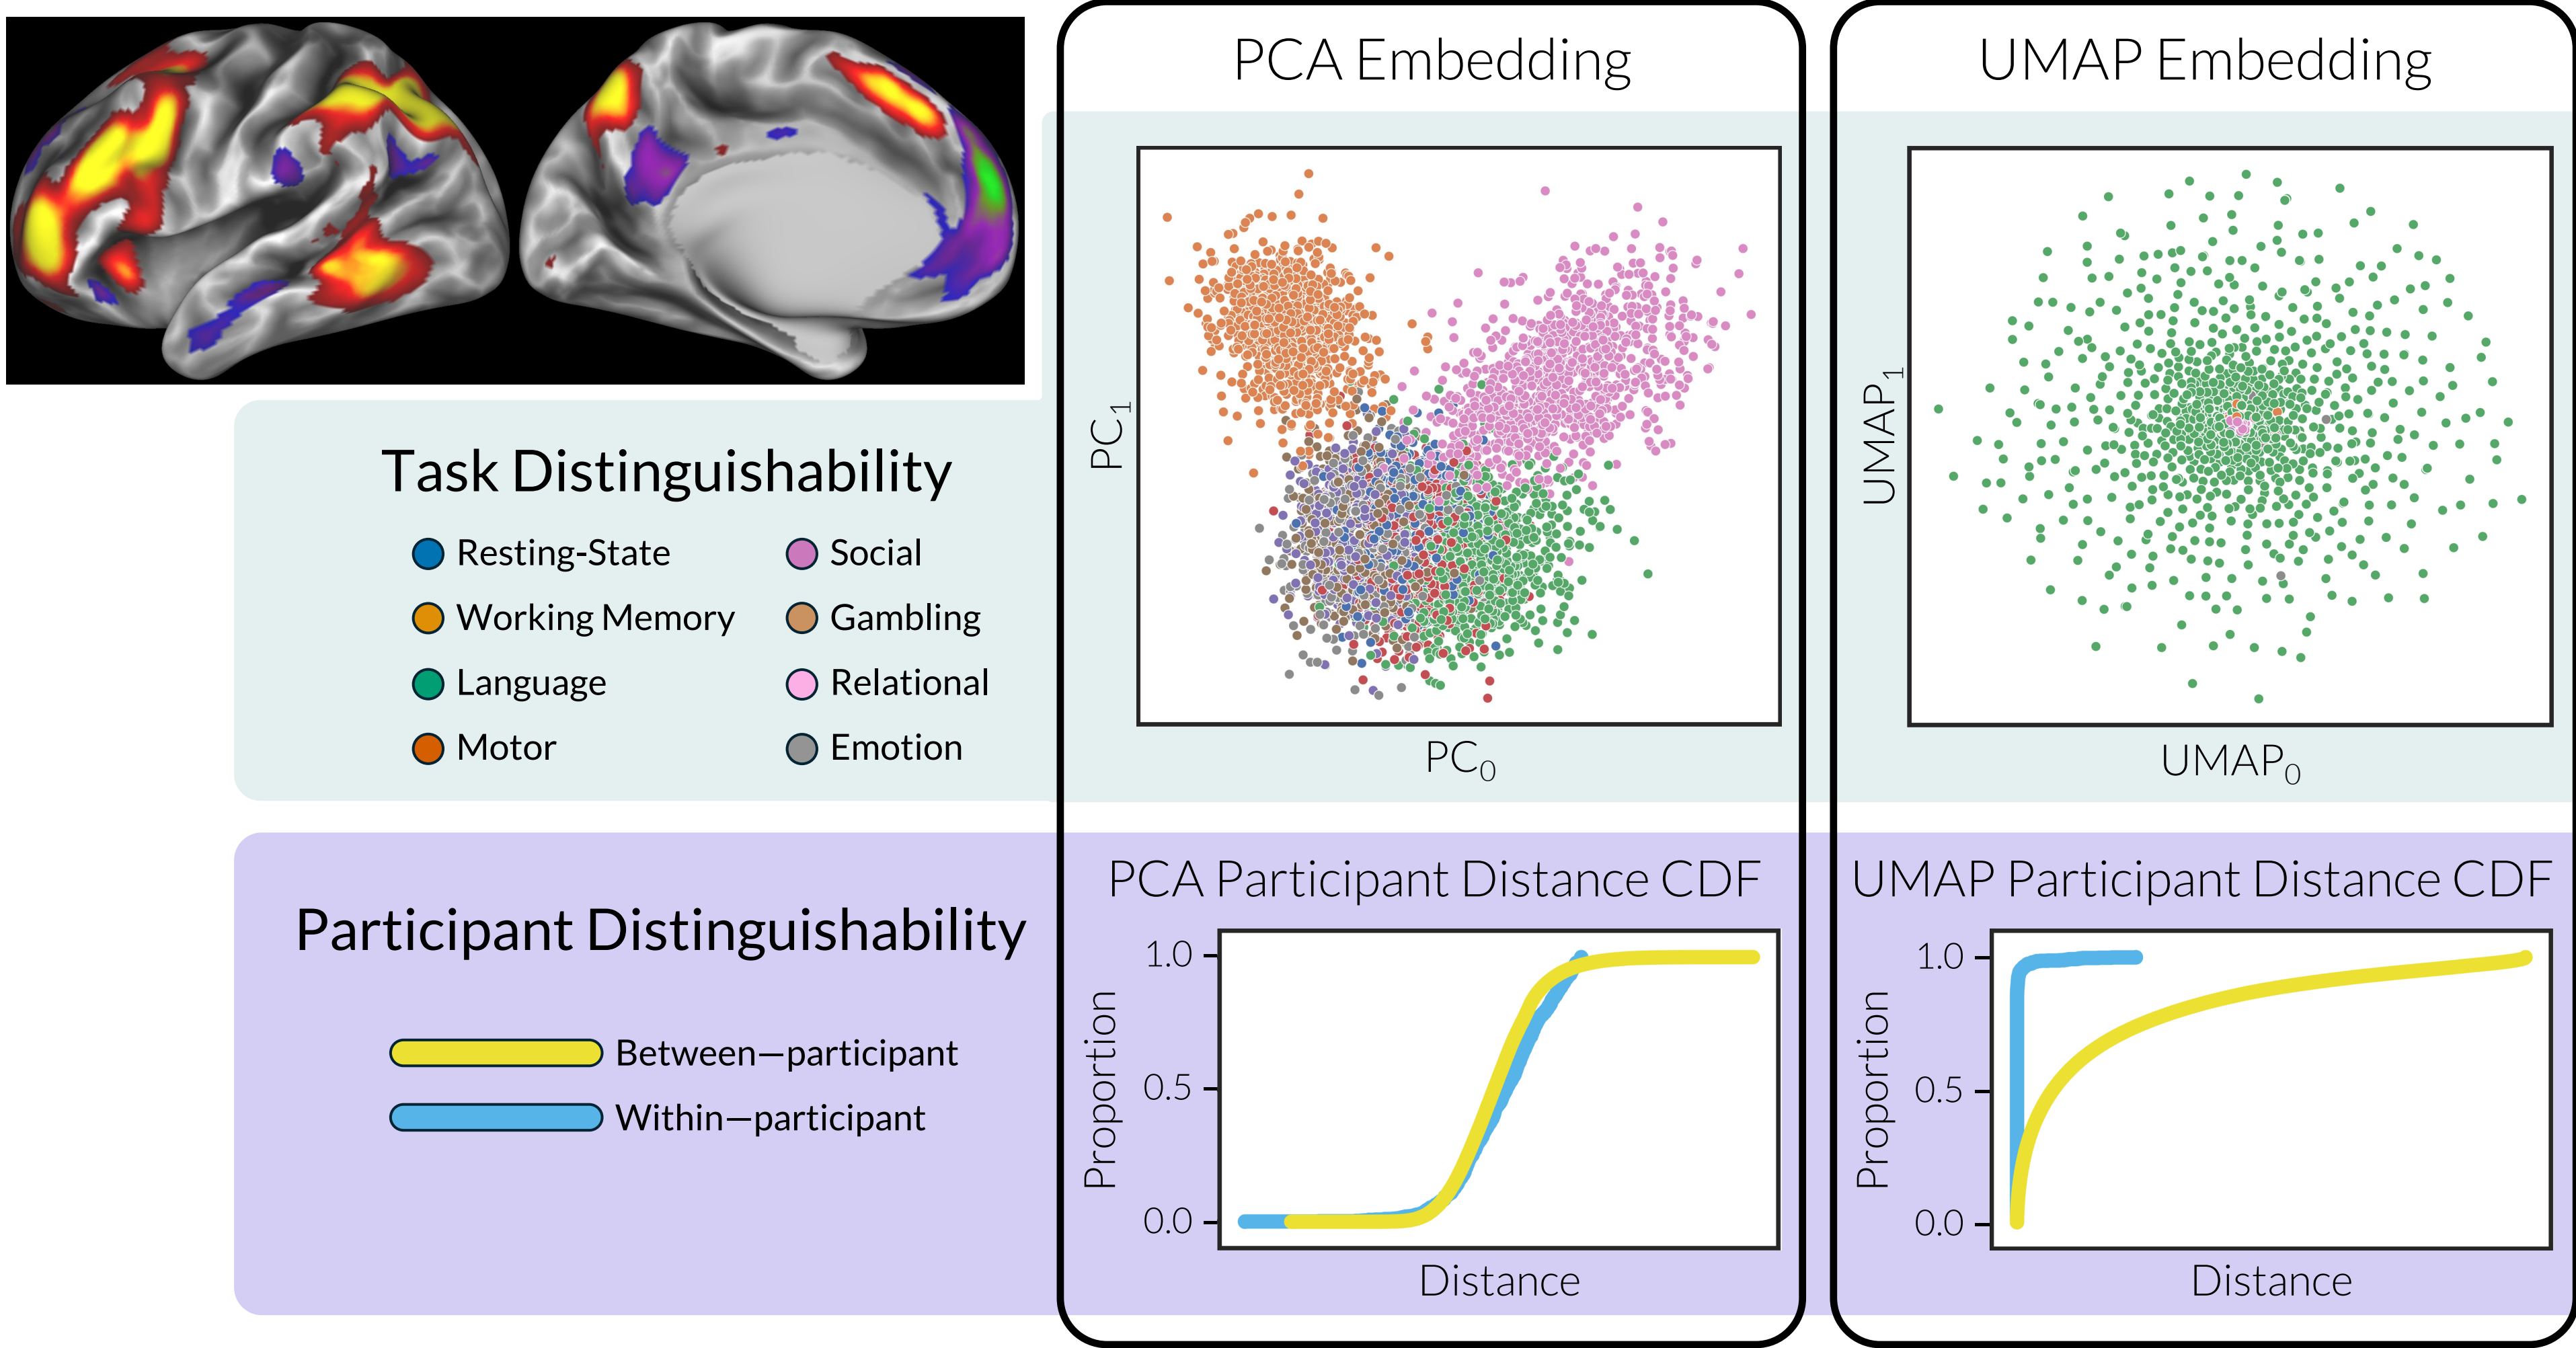 PCA Embedding
UMAP Embedding
PC1
PC0
UMAP1
UMAP0
Task Distinguishability
Resting-State
Working Memory
Language
Motor
Social
Gambling
Relational
Emotion
Participant Distinguishability
Between—participant
Within—participant
PCA Participant Distance CDF
Proportion
1.0
0.5
0.0
Distance
UMAP Participant Distance CDF
Proportion
1.0
0.5
0.0
Distance